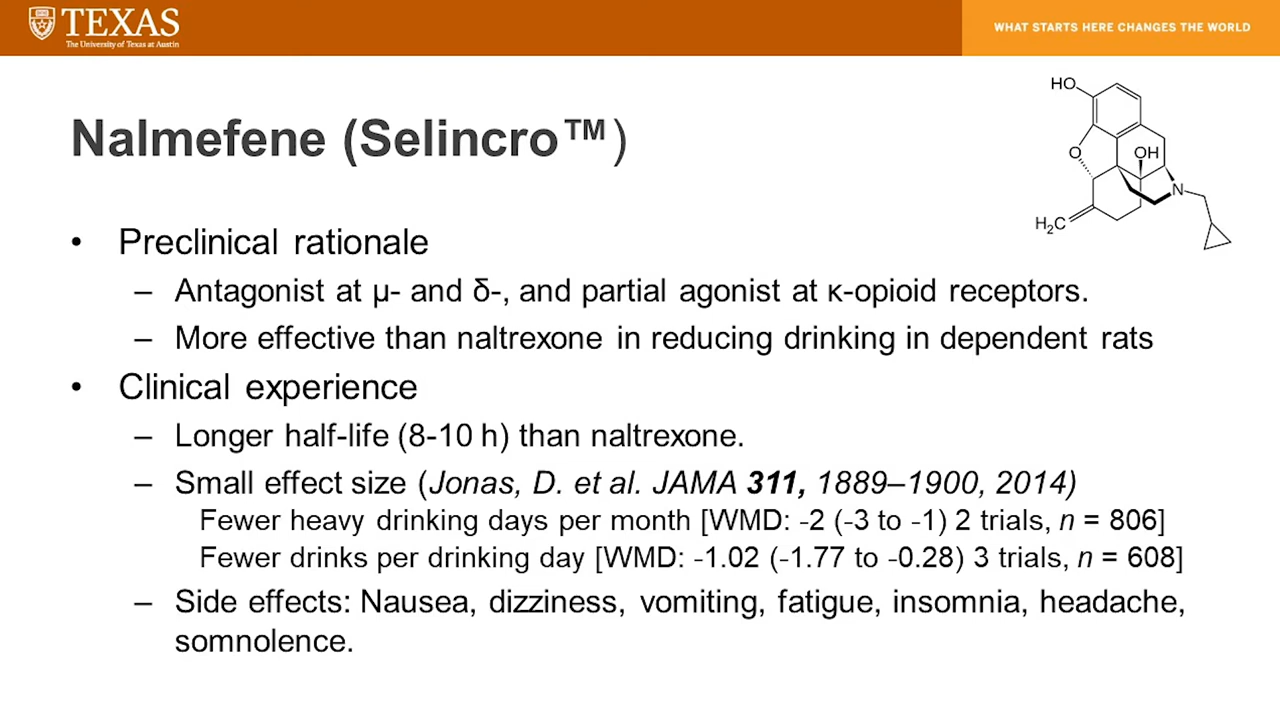 TEXAS
The University of Texas at Austin
WHAT STARTS HERE CHANGES THE WORLD
Nalmefene (Selincro™)
HO
O
OH
N
H₂C
• Preclinical rationale
– Antagonist at μ- and δ-, and partial agonist at κ-opioid receptors.
– More effective than naltrexone in reducing drinking in dependent rats
• Clinical experience
– Longer half-life (8-10 h) than naltrexone.
– Small effect size (Jonas, D. et al. JAMA 311, 1889–1900, 2014)
Fewer heavy drinking days per month [WMD: -2 (-3 to -1) 2 trials, n = 806]
Fewer drinks per drinking day [WMD: -1.02 (-1.77 to -0.28) 3 trials, n = 608]
– Side effects: Nausea, dizziness, vomiting, fatigue, insomnia, headache,
somnolence.